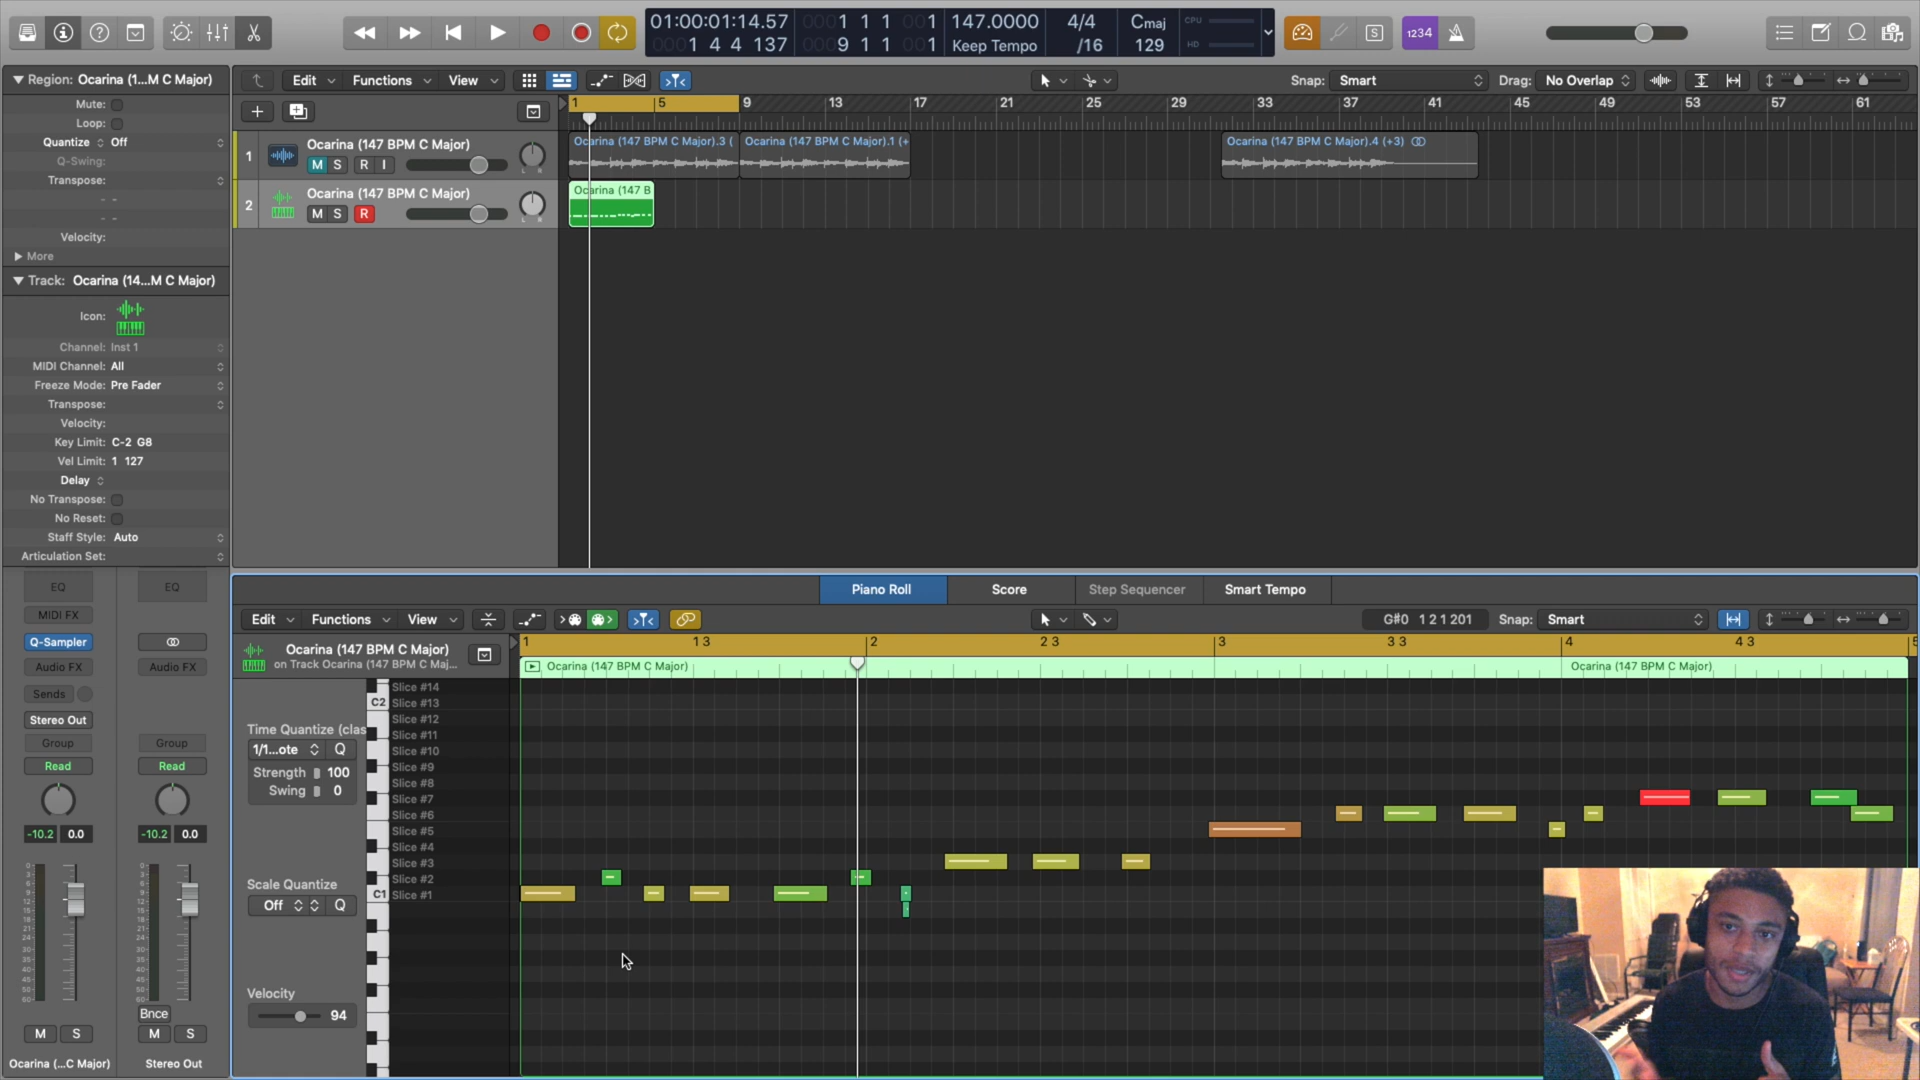 01:00:01:14.57
0001 4 4 137
0001 1 1 001
0009 1 1 001
147.0000
Keep Tempo
4/4
/16
Cmaj
129
CPU
HD
S
1234
Region: Ocarina (1...M C Major)
Mute:
Loop:
Quantize Off
Q-Swing:
Transpose:
Velocity:
More
Track: Ocarina (14...M C Major)
Icon:
Channel: Inst 1
MIDI Channel: All
Freeze Mode: Pre Fader
Transpose:
Velocity:
Key Limit: C-2 G8
Vel Limit: 1 127
Delay
No Transpose:
No Reset:
Staff Style: Auto
Articulation Set:
Edit Functions View
Snap: Smart
Drag: No Overlap
1 5 9 13 17 21 25 29 33 37 41 45 49 53 57 61
1
Ocarina (147 BPM C Major)
M S R I
L R
2
Ocarina (147 BPM C Major)
M S R
L R
Ocarina (147 BPM C Major).3 (
Ocarina (147 BPM C Major).1 (+
Ocarina (147 BPM C Major).4 (+3)
Ocarina (147 B
Piano Roll Score Step Sequencer Smart Tempo
Edit Functions View
G#0 1 2 1 201
Snap: Smart
Ocarina (147 BPM C Major)
on Track Ocarina (147 BPM C Maj...
1 1 3 2 2 3 3 3 3 4 4 3 5
Ocarina (147 BPM C Major)
Ocarina (147 BPM C Major)
Time Quantize (clas
1/1...ote Q
Strength 100
Swing 0
Scale Quantize
Off Q
Velocity
94
C2
C1
Slice #14
Slice #13
Slice #12
Slice #11
Slice #10
Slice #9
Slice #8
Slice #7
Slice #6
Slice #5
Slice #4
Slice #3
Slice #2
Slice #1
EQ
MIDI FX
Q-Sampler
Audio FX
Sends
Stereo Out
Group
Read
-10.2 0.0
M S
Ocarina (...C Major)
EQ
Audio FX
Group
Read
-10.2 0.0
Bnce
M S
Stereo Out